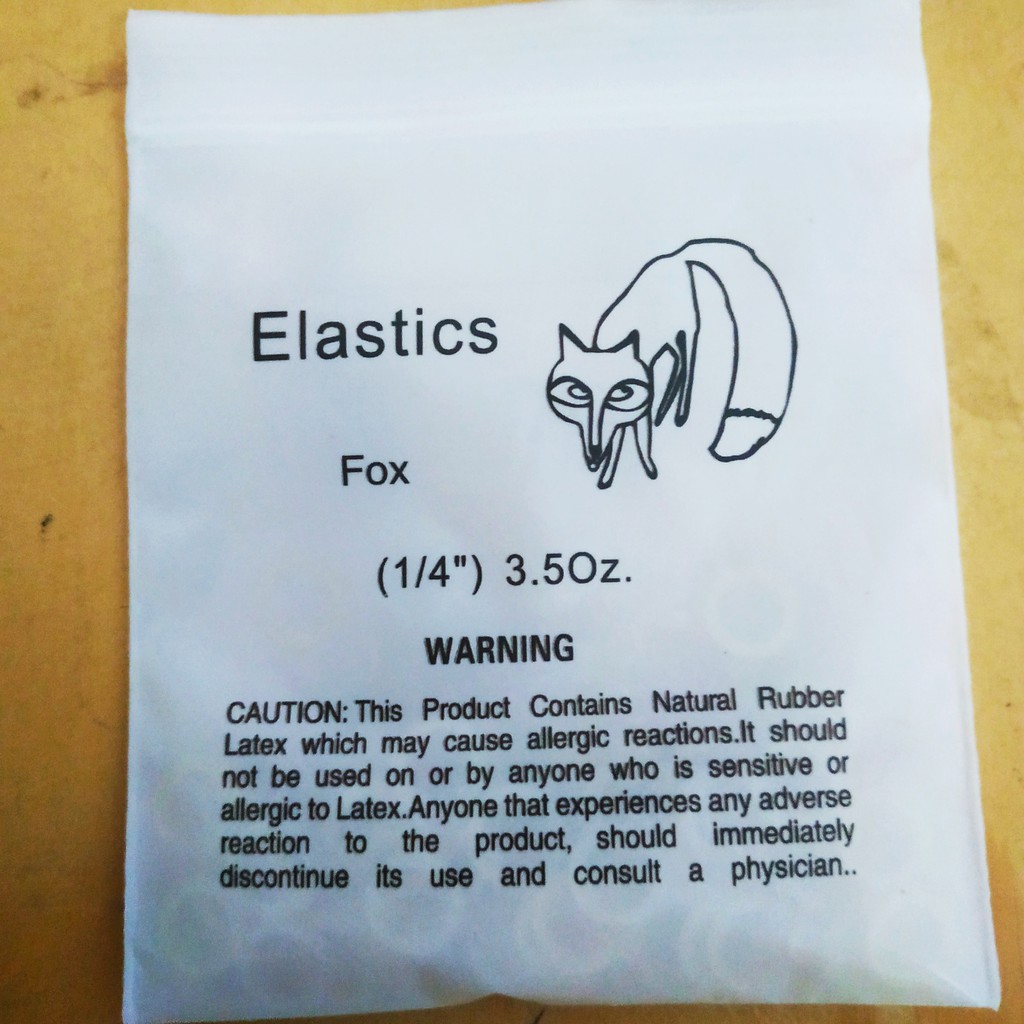 Elastics
Fox
(1/4") 3.5Oz.
WARNING
CAUTION: This Product Contains Natural Rubber
Latex which may cause allergic reactions.It should
not be used on or by anyone who is sensitive or
allergic to Latex.Anyone that experiences any adverse
reaction to the product, should immediately
discontinue its use and consult a physician..